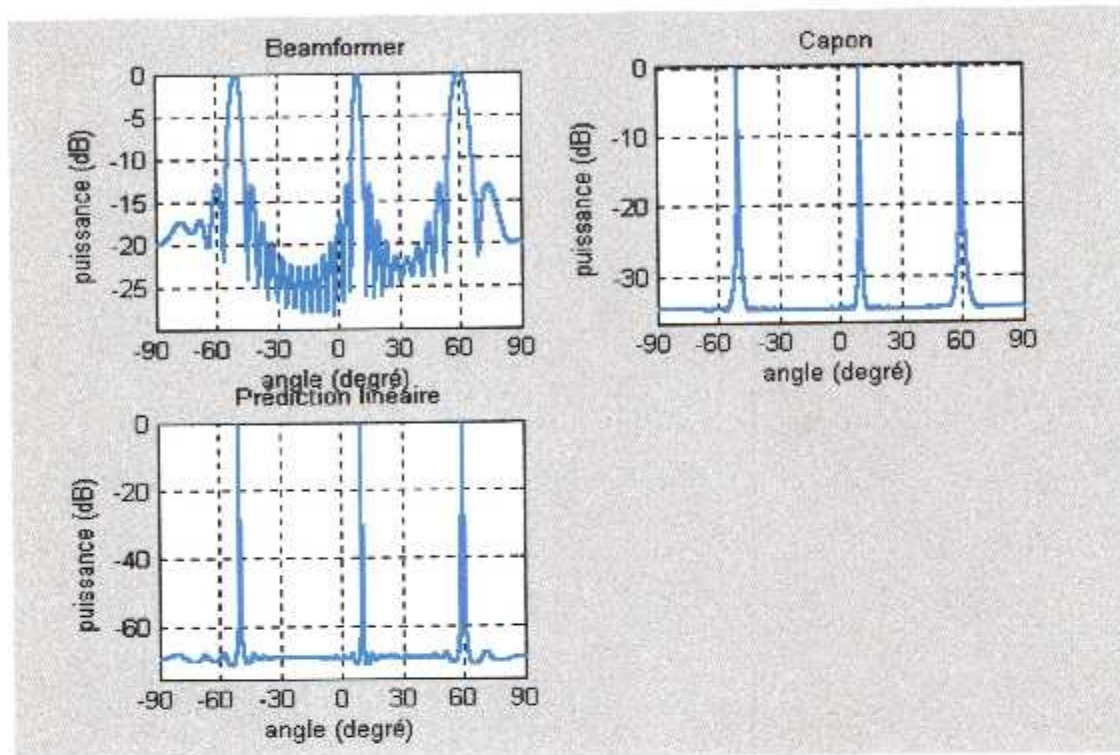 Beamformer
0
-5
-10
-15
-20
-25
puissance (dB)
-90 -60 -30 0 30 60 90
angle (degré)
Capon
0
-10
-20
-30
puissance (dB)
-90 -60 -30 0 30 60 90
angle (degré)
Prédiction linéaire
0
-20
-40
-60
puissance (dB)
-90 -60 -30 0 30 60 90
angle (degré)